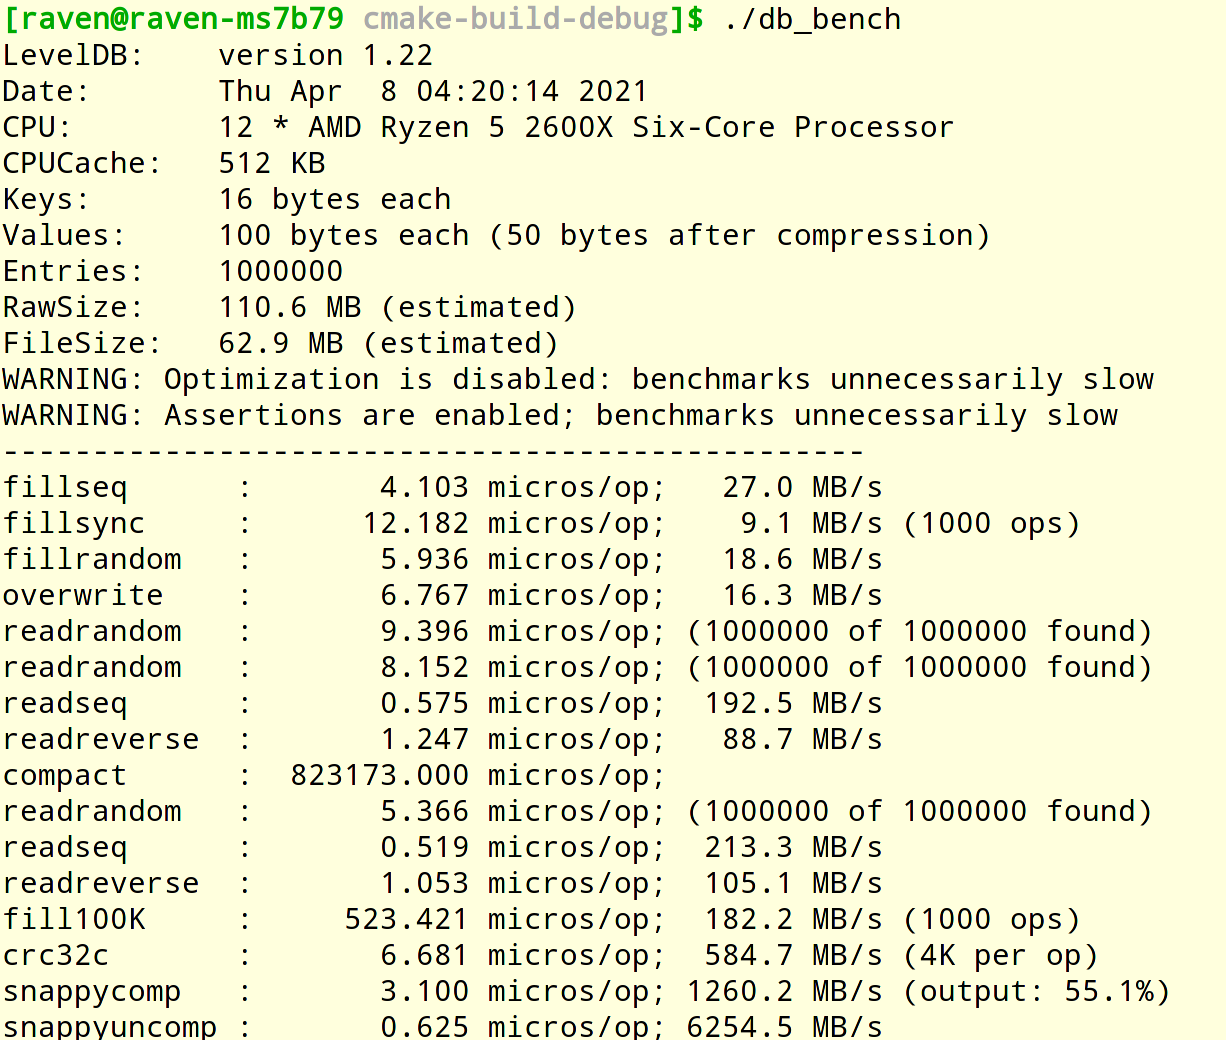 [raven@raven-ms7b79 cmake-build-debug]$ ./db_bench
LevelDB:    version 1.22
Date:       Thu Apr  8 04:20:14 2021
CPU:        12 * AMD Ryzen 5 2600X Six-Core Processor
CPUCache:   512 KB
Keys:       16 bytes each
Values:     100 bytes each (50 bytes after compression)
Entries:    1000000
RawSize:    110.6 MB (estimated)
FileSize:   62.9 MB (estimated)
WARNING: Optimization is disabled: benchmarks unnecessarily slow
WARNING: Assertions are enabled; benchmarks unnecessarily slow
------------------------------------------------
fillseq      :       4.103 micros/op;   27.0 MB/s
fillsync     :      12.182 micros/op;    9.1 MB/s (1000 ops)
fillrandom   :       5.936 micros/op;   18.6 MB/s
overwrite    :       6.767 micros/op;   16.3 MB/s
readrandom   :       9.396 micros/op; (1000000 of 1000000 found)
readrandom   :       8.152 micros/op; (1000000 of 1000000 found)
readseq      :       0.575 micros/op;  192.5 MB/s
readreverse  :       1.247 micros/op;   88.7 MB/s
compact      :  823173.000 micros/op;
readrandom   :       5.366 micros/op; (1000000 of 1000000 found)
readseq      :       0.519 micros/op;  213.3 MB/s
readreverse  :       1.053 micros/op;  105.1 MB/s
fill100K     :     523.421 micros/op;  182.2 MB/s (1000 ops)
crc32c       :       6.681 micros/op;  584.7 MB/s (4K per op)
snappycomp   :       3.100 micros/op; 1260.2 MB/s (output: 55.1%)
snappyuncomp :       0.625 micros/op; 6254.5 MB/s